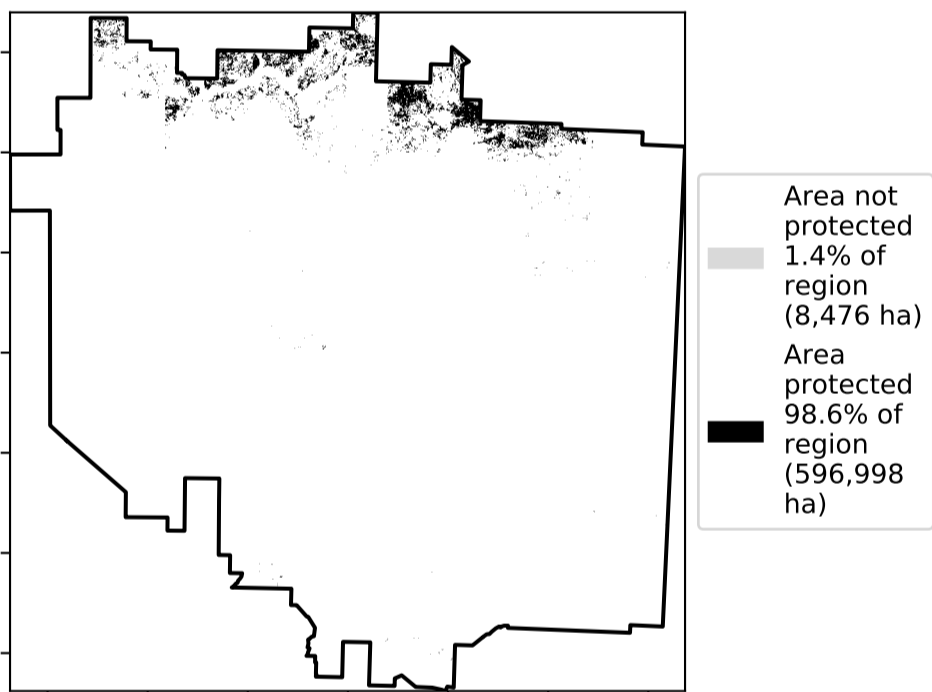 Area not
protected
1.4% of
region
(8,476 ha)
Area
protected
98.6% of
region
(596,998
ha)